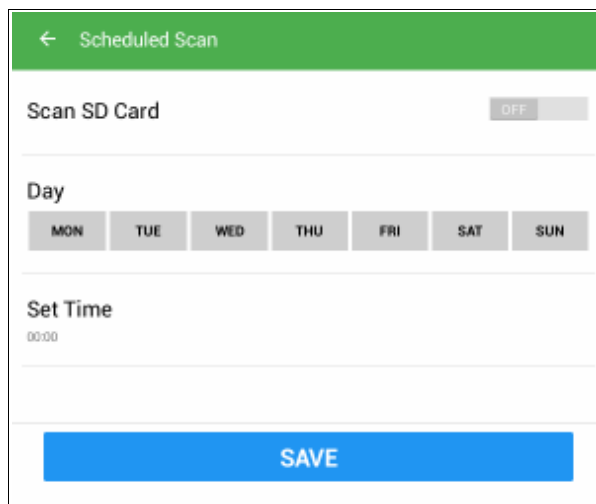 Scheduled Scan
Scan SD Card OFF
Day
MON TUE WED THU FRI SAT SUN
Set Time
00:00
SAVE